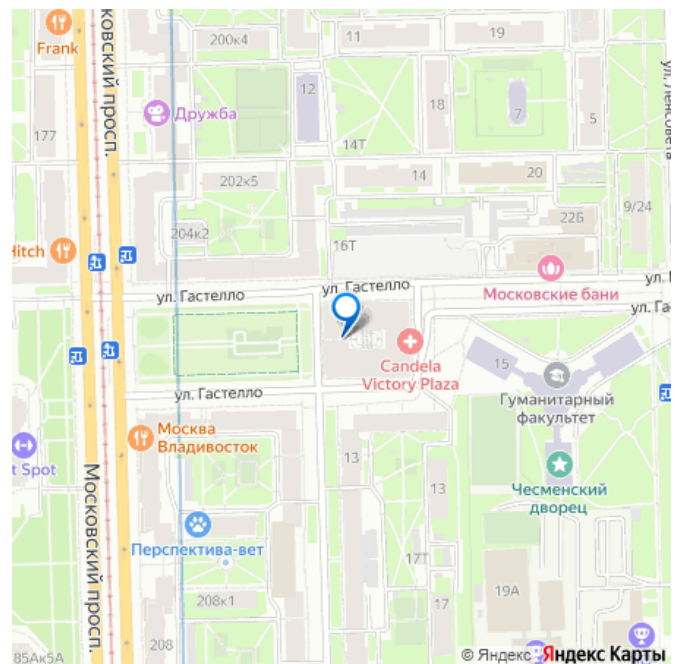 Frank
200к4
11
19
ковский просп.
12
18
7
5
177
Дружба
14Т
ул. Ленсовета
202к5
14
20
9/24
22Б
204к2
Hitch
16Т
ул. Гастелло
ул. Гастелло
Московские бани
ул. Га
Candela
Victory Plaza
15
Гуманитарный
факультет
ул. Гастелло
Москва
Владивосток
t Spot
13
13
Чесменский
дворец
Московский просп.
Перспектива-вет
17Т
19А
208к1
17
208
85Ак5А
© Яндекс Яндекс Карты